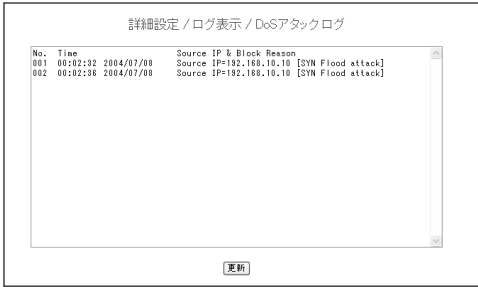 詳細設定 / ログ表示 / DoSアタックログ
No. Time Source IP & Block Reason
001 00:02:32 2004/07/08 Source IP=192.168.10.10 [SYN Flood attack]
002 00:02:36 2004/07/08 Source IP=192.168.10.10 [SYN Flood attack]
更新